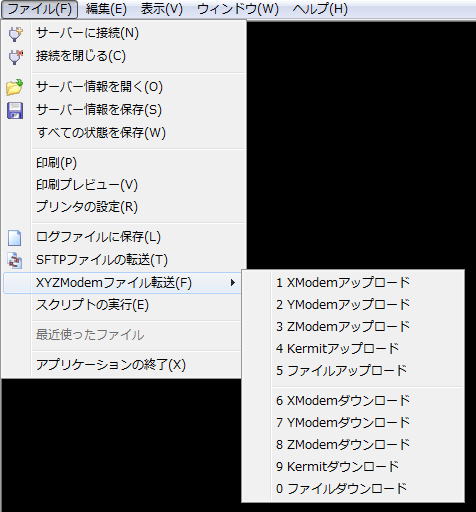 ファイル(F) 編集(E) 表示(V) ウィンドウ(W) ヘルプ(H)
サーバーに接続(N)
接続を閉じる(C)
サーバー情報を開く(O)
サーバー情報を保存(S)
すべての状態を保存(W)
印刷(P)
印刷プレビュー(V)
プリンタの設定(R)
ログファイルに保存(L)
SFTPファイルの転送(T)
XYZModemファイル転送(F)
スクリプトの実行(E)
最近使ったファイル
アプリケーションの終了(X)
1 XModemアップロード
2 YModemアップロード
3 ZModemアップロード
4 Kermitアップロード
5 ファイルアップロード
6 XModemダウンロード
7 YModemダウンロード
8 ZModemダウンロード
9 Kermitダウンロード
0 ファイルダウンロード